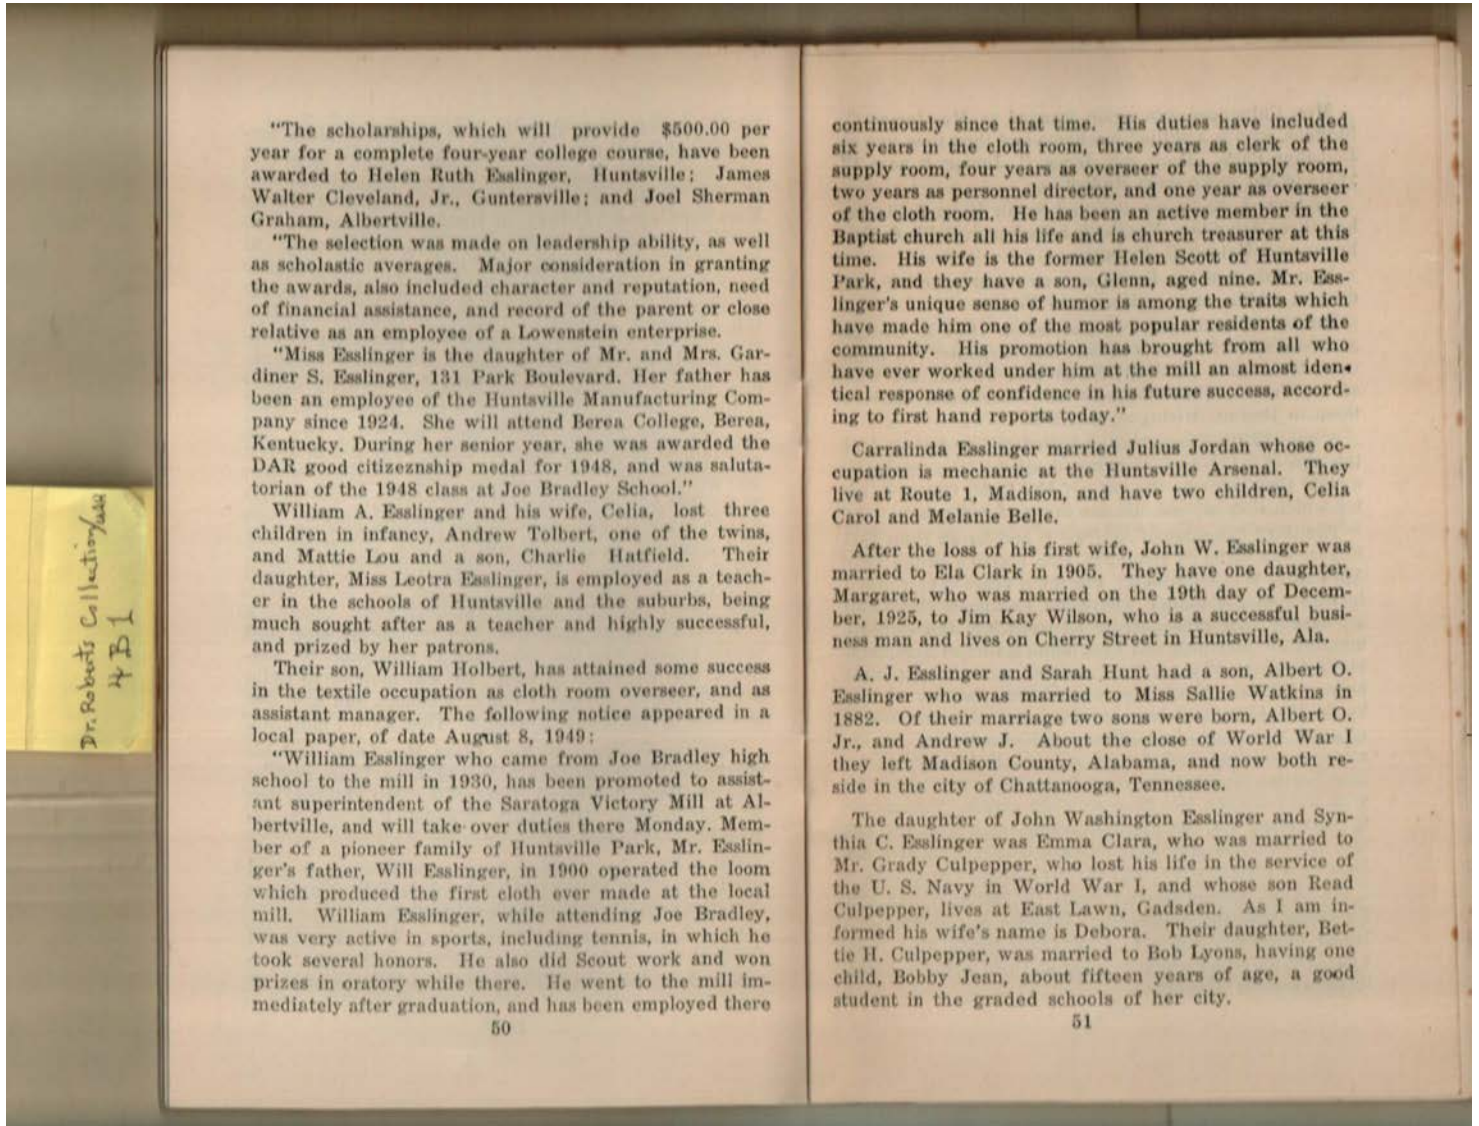 "The scholarships, which will provide $500.00 per
year for a complete four-year college course, have been
awarded to Helen Ruth Esslinger, Huntsville; James
Walter Cleveland, Jr., Guntersville; and Joel Sherman
Graham, Albertville.
"The selection was made on leadership ability, as well
as scholastic averages. Major consideration in granting
the awards, also included character and reputation, need
of financial assistance, and record of the parent or close
relative as an employee of a Lowenstein enterprise.
"Miss Esslinger is the daughter of Mr. and Mrs. Gar-
diner S. Esslinger, 131 Park Boulevard. Her father has
been an employee of the Huntsville Manufacturing Com-
pany since 1924. She will attend Berea College, Berea,
Kentucky. During her senior year, she was awarded the
DAR good citizeznship medal for 1948, and was saluta-
torian of the 1948 class at Joe Bradley School."
William A. Esslinger and his wife, Celia, lost three
children in infancy, Andrew Tolbert, one of the twins,
and Mattie Lou and a son, Charlie Hatfield. Their
daughter, Miss Leotra Esslinger, is employed as a teach-
er in the schools of Huntsville and the suburbs, being
much sought after as a teacher and highly successful,
and prized by her patrons.
Their son, William Holbert, has attained some success
in the textile occupation as cloth room overseer, and as
assistant manager. The following notice appeared in a
local paper, of date August 8, 1949:
"William Esslinger who came from Joe Bradley high
school to the mill in 1930, has been promoted to assist-
ant superintendent of the Saratoga Victory Mill at Al-
bertville, and will take over duties there Monday. Mem-
ber of a pioneer family of Huntsville Park, Mr. Esslin-
ger's father, Will Esslinger, in 1900 operated the loom
which produced the first cloth ever made at the local
mill. William Esslinger, while attending Joe Bradley,
was very active in sports, including tennis, in which he
took several honors. He also did Scout work and won
prizes in oratory while there. He went to the mill im-
mediately after graduation, and has been employed there
50
continuously since that time. His duties have included
six years in the cloth room, three years as clerk of the
supply room, four years as overseer of the supply room,
two years as personnel director, and one year as overseer
of the cloth room. He has been an active member in the
Baptist church all his life and is church treasurer at this
time. His wife is the former Helen Scott of Huntsville
Park, and they have a son, Glenn, aged nine. Mr. Ess-
linger's unique sense of humor is among the traits which
have made him one of the most popular residents of the
community. His promotion has brought from all who
have ever worked under him at the mill an almost iden-
tical response of confidence in his future success, accord-
ing to first hand reports today."
Carralinda Esslinger married Julius Jordan whose oc-
cupation is mechanic at the Huntsville Arsenal. They
live at Route 1, Madison, and have two children, Celia
Carol and Melanie Belle.
After the loss of his first wife, John W. Esslinger was
married to Ela Clark in 1905. They have one daughter,
Margaret, who was married on the 19th day of Decem-
ber, 1925, to Jim Kay Wilson, who is a successful busi-
ness man and lives on Cherry Street in Huntsville, Ala.
A. J. Esslinger and Sarah Hunt had a son, Albert O.
Esslinger who was married to Miss Sallie Watkins in
1882. Of their marriage two sons were born, Albert O.
Jr., and Andrew J. About the close of World War I
they left Madison County, Alabama, and now both re-
side in the city of Chattanooga, Tennessee.
The daughter of John Washington Esslinger and Syn-
thia C. Esslinger was Emma Clara, who was married to
Mr. Grady Culpepper, who lost his life in the service of
the U. S. Navy in World War I, and whose son Read
Culpepper, lives at East Lawn, Gadsden. As I am in-
formed his wife's name is Debora. Their daughter, Bet-
tie H. Culpepper, was married to Bob Lyons, having one
child, Bobby Jean, about fifteen years of age, a good
student in the graded schools of her city.
51
Dr. Roberts Collection
4 B 1